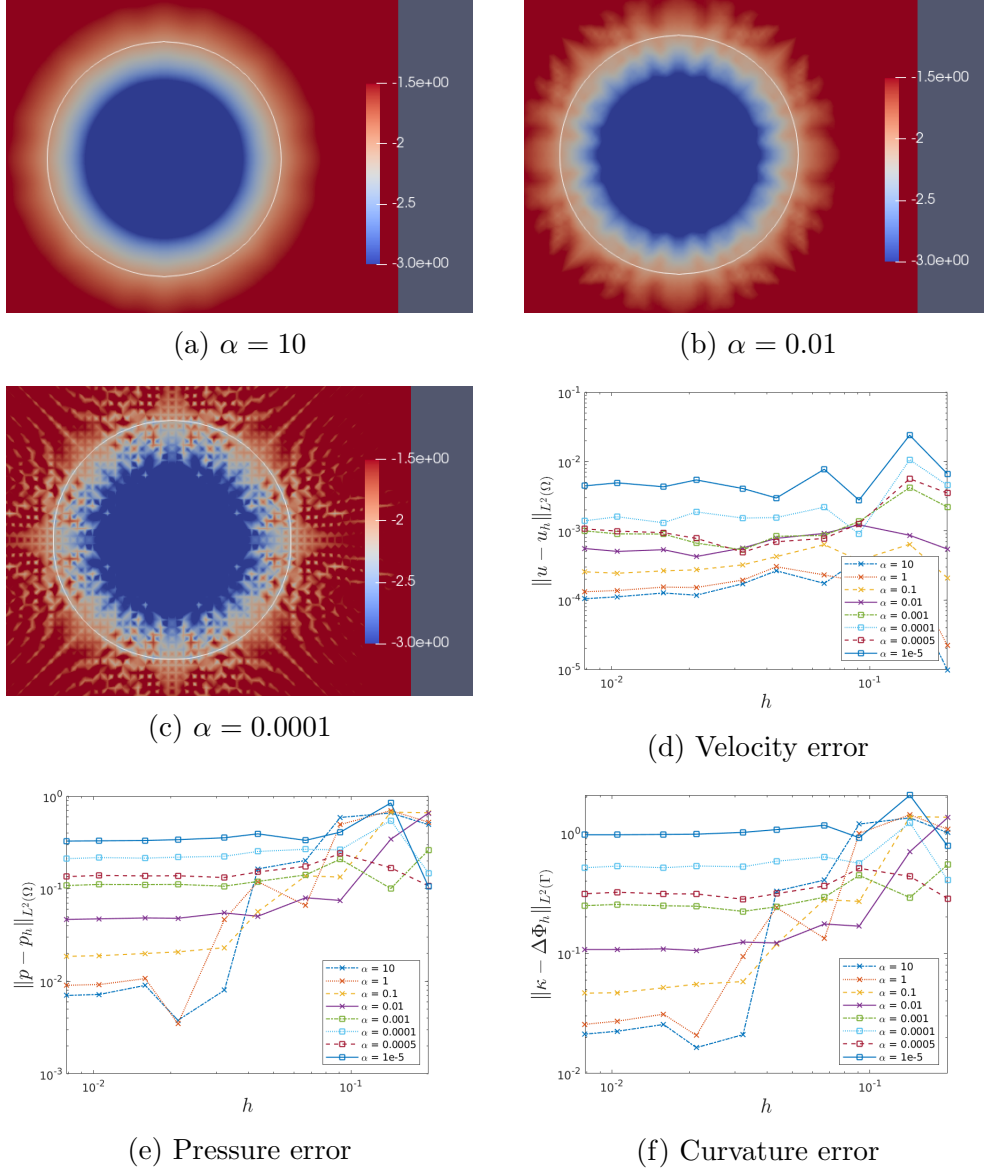 -1.5e+00
-2
-2.5
-3.0e+00
(a) α = 10
-1.5e+00
-2
-2.5
-3.0e+00
(b) α = 0.01
-1.5e+00
-2
-2.5
-3.0e+00
(c) α = 0.0001
10⁻¹
10⁻²
10⁻³
10⁻⁴
10⁻⁵
‖u − u_h‖_{L²(Ω)}
α = 10
α = 1
α = 0.1
α = 0.01
α = 0.001
α = 0.0001
α = 0.0005
α = 1e-5
10⁻² 10⁻¹
h
(d) Velocity error
10⁰
10⁻¹
10⁻²
10⁻³
‖p − p_h‖_{L²(Ω)}
α = 10
α = 1
α = 0.1
α = 0.01
α = 0.001
α = 0.0001
α = 0.0005
α = 1e-5
10⁻² 10⁻¹
h
(e) Pressure error
10⁰
10⁻¹
10⁻²
‖κ − ΔΦ_h‖_{L²(Γ)}
α = 10
α = 1
α = 0.1
α = 0.01
α = 0.001
α = 0.0001
α = 0.0005
α = 1e-5
10⁻² 10⁻¹
h
(f) Curvature error